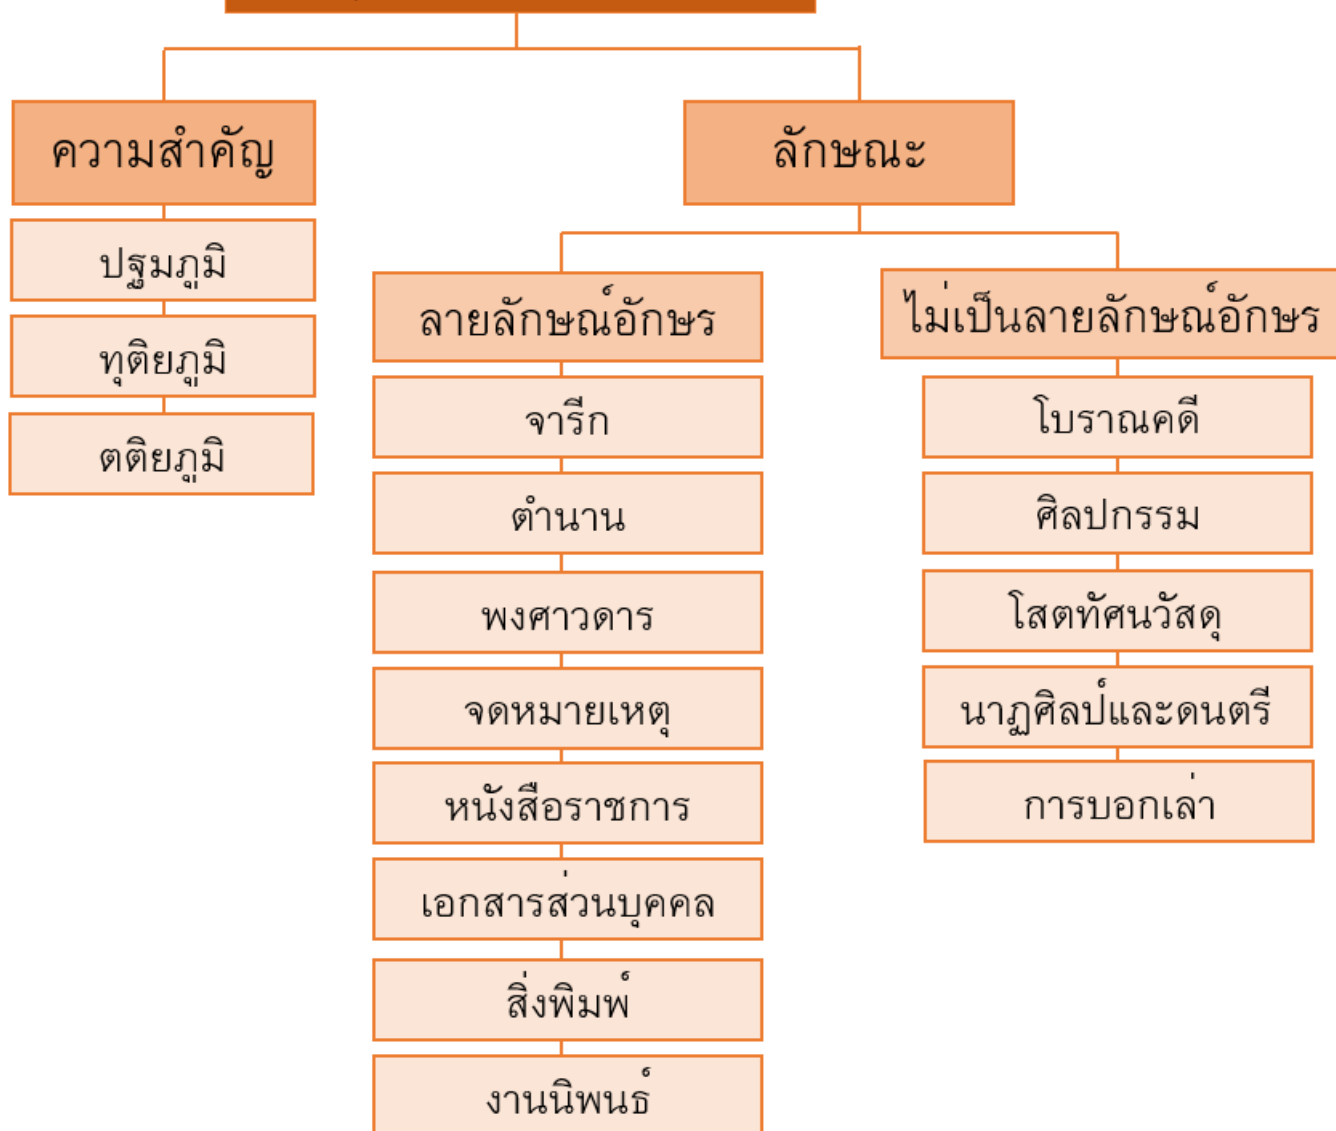 ความสำคัญ
ปฐมภูมิ
ทุติยภูมิ
ตติยภูมิ
ลักษณะ
ลายลักษณ์อักษร
จารึก
ตำนาน
พงศาวดาร
จดหมายเหตุ
หนังสือราชการ
เอกสารส่วนบุคคล
สิ่งพิมพ์
งานนิพนธ์
ไม่เป็นลายลักษณ์อักษร
โบราณคดี
ศิลปกรรม
โสตทัศนวัสดุ
นาฏศิลป์และดนตรี
การบอกเล่า